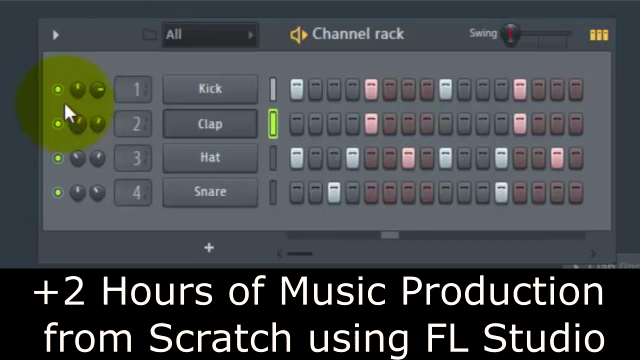 All
Channel rack
Swing
1 Kick
2 Clap
3 Hat
4 Snare
+
+2 Hours of Music Production
from Scratch using FL Studio